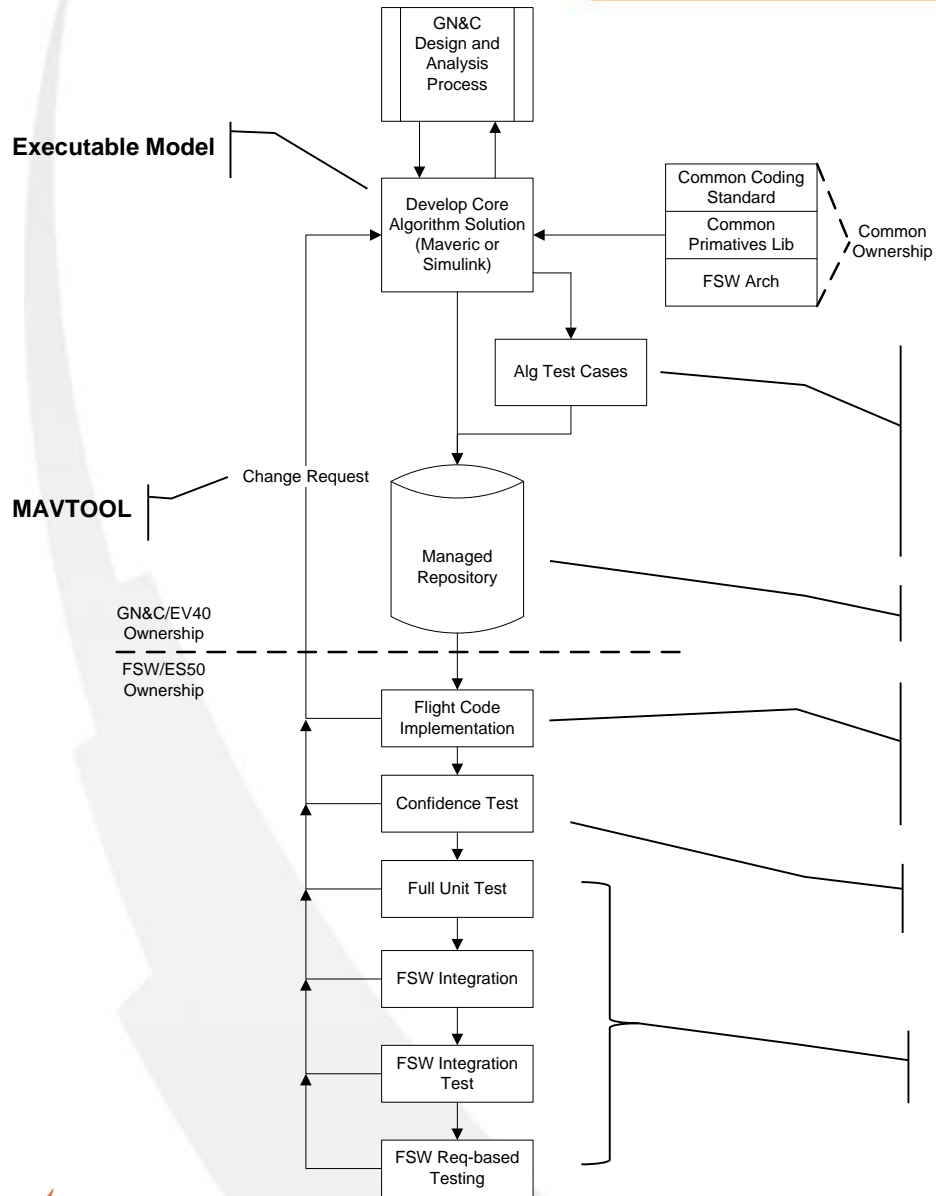 GN&C
Design and
Analysis
Process
Executable Model
Develop Core
Algorithm Solution
(Maveric or
Simulink)
Common Coding
Standard
Common
Primatives Lib
FSW Arch
Common
Ownership
Alg Test Cases
Change Request
MAVTOOL
Managed
Repository
GN&C/EV40
Ownership
FSW/ES50
Ownership
Flight Code
Implementation
Confidence Test
Full Unit Test
FSW Integration
FSW Integration
Test
FSW Req-based
Testing